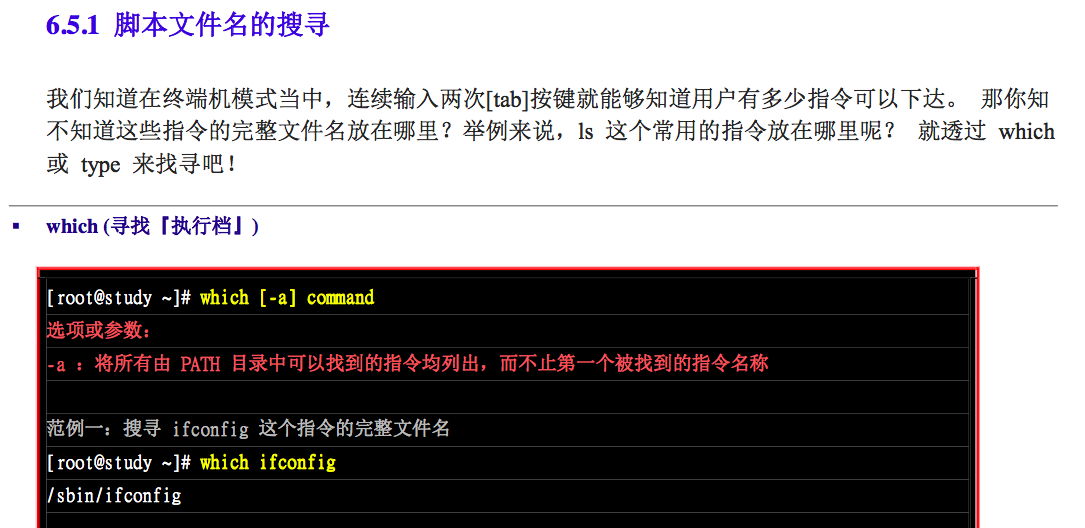 6.5.1 脚本文件名的搜寻
我们知道在终端机模式当中，连续输入两次[tab]按键就能够知道用户有多少指令可以下达。 那你知
不知道这些指令的完整文件名放在哪里？举例来说，ls 这个常用的指令放在哪里呢？ 就透过 which
或 type 来找寻吧！
▪ which (寻找『执行档』)
[root@study ~]# which [-a] command
选项或参数：
-a ：将所有由 PATH 目录中可以找到的指令均列出，而不止第一个被找到的指令名称
范例一：搜寻 ifconfig 这个指令的完整文件名
[root@study ~]# which ifconfig
/sbin/ifconfig